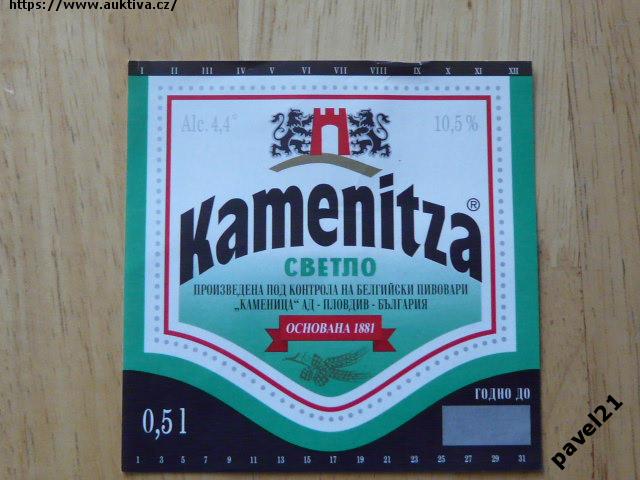 https://www.auktiva.cz/
I II III IV V VI VII VIII IX X XI XII
Alc. 4,4° 10,5%
Kamenitza®
СВЕТЛО
ПРОИЗВЕДЕНА ПОД КОНТРОЛА НА БЕЛГИЙСКИ ПИВОВАРИ
„КАМЕНИЦА“ АД - ПЛОВДИВ - БЪЛГАРИЯ
ОСНОВАНА 1881
ГОДНО ДО
0,5 l
1 3 5 7 9 11 13 15 17 19 21 23 25 27 29 31
pavel21